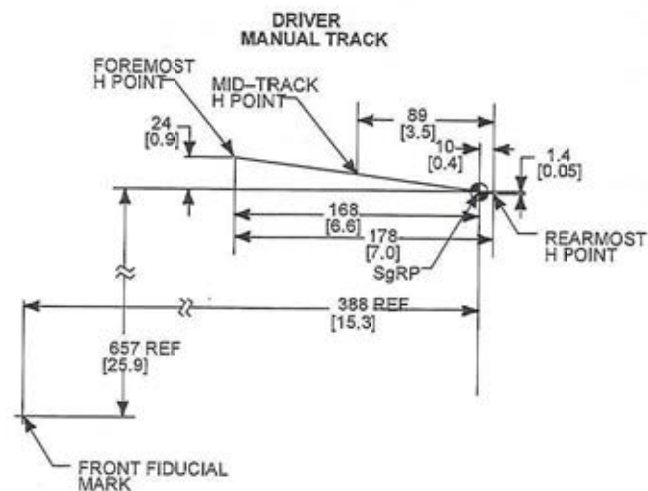 DRIVER
MANUAL TRACK
FOREMOST
H POINT
MID-TRACK
H POINT
89
[3.5]
24
[0.9]
10
[0.4]
1.4
[0.05]
168
[6.6]
178
[7.0]
SgRP
REARMOST
H POINT
388 REF
[15.3]
657 REF
[25.9]
FRONT FIDUCIAL
MARK